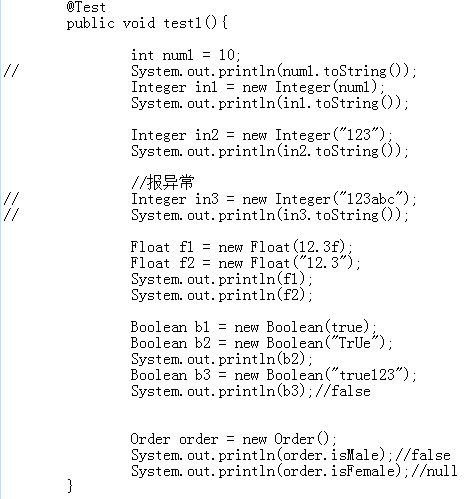 @Test
public void test1(){
int num1 = 10;
// System.out.println(num1.toString());
Integer in1 = new Integer(num1);
System.out.println(in1.toString());
Integer in2 = new Integer("123");
System.out.println(in2.toString());
//报异常
// Integer in3 = new Integer("123abc");
// System.out.println(in3.toString());
Float f1 = new Float(12.3f);
Float f2 = new Float("12.3");
System.out.println(f1);
System.out.println(f2);
Boolean b1 = new Boolean(true);
Boolean b2 = new Boolean("TrUe");
System.out.println(b2);
Boolean b3 = new Boolean("true123");
System.out.println(b3);//false
Order order = new Order();
System.out.println(order.isMale);//false
System.out.println(order.isFemale);//null
}